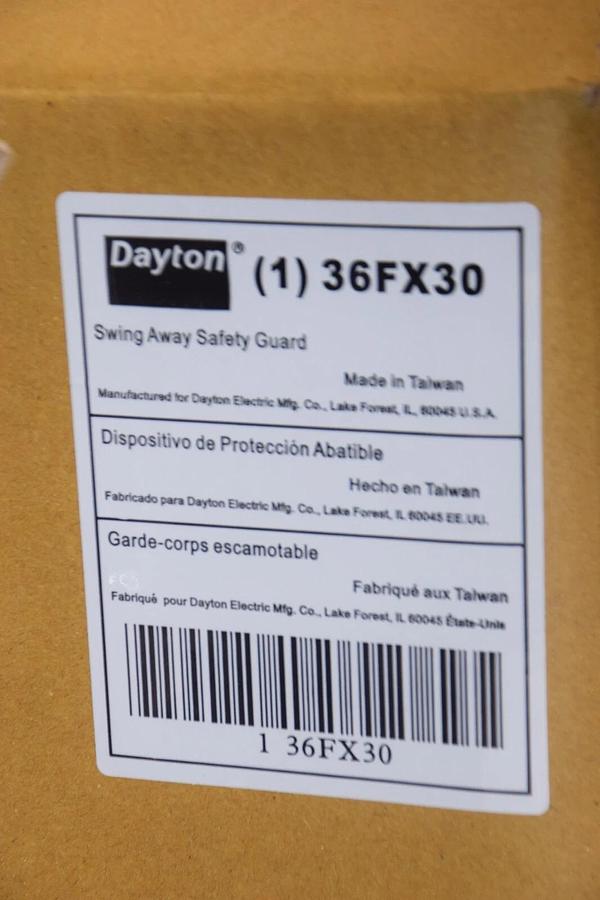 Dayton® (1) 36FX30
Swing Away Safety Guard
Made in Taiwan
Manufactured for Dayton Electric Mfg. Co., Lake Forest, IL, 60045 U.S.A.
Dispositivo de Protección Abatible
Hecho en Taiwan
Fabricado para Dayton Electric Mfg. Co., Lake Forest, IL 60045 EE.UU.
Garde-corps escamotable
Fabriqué aux Taiwan
Fabriqué pour Dayton Electric Mfg. Co., Lake Forest, IL 60045 États-Unis
1 36FX30